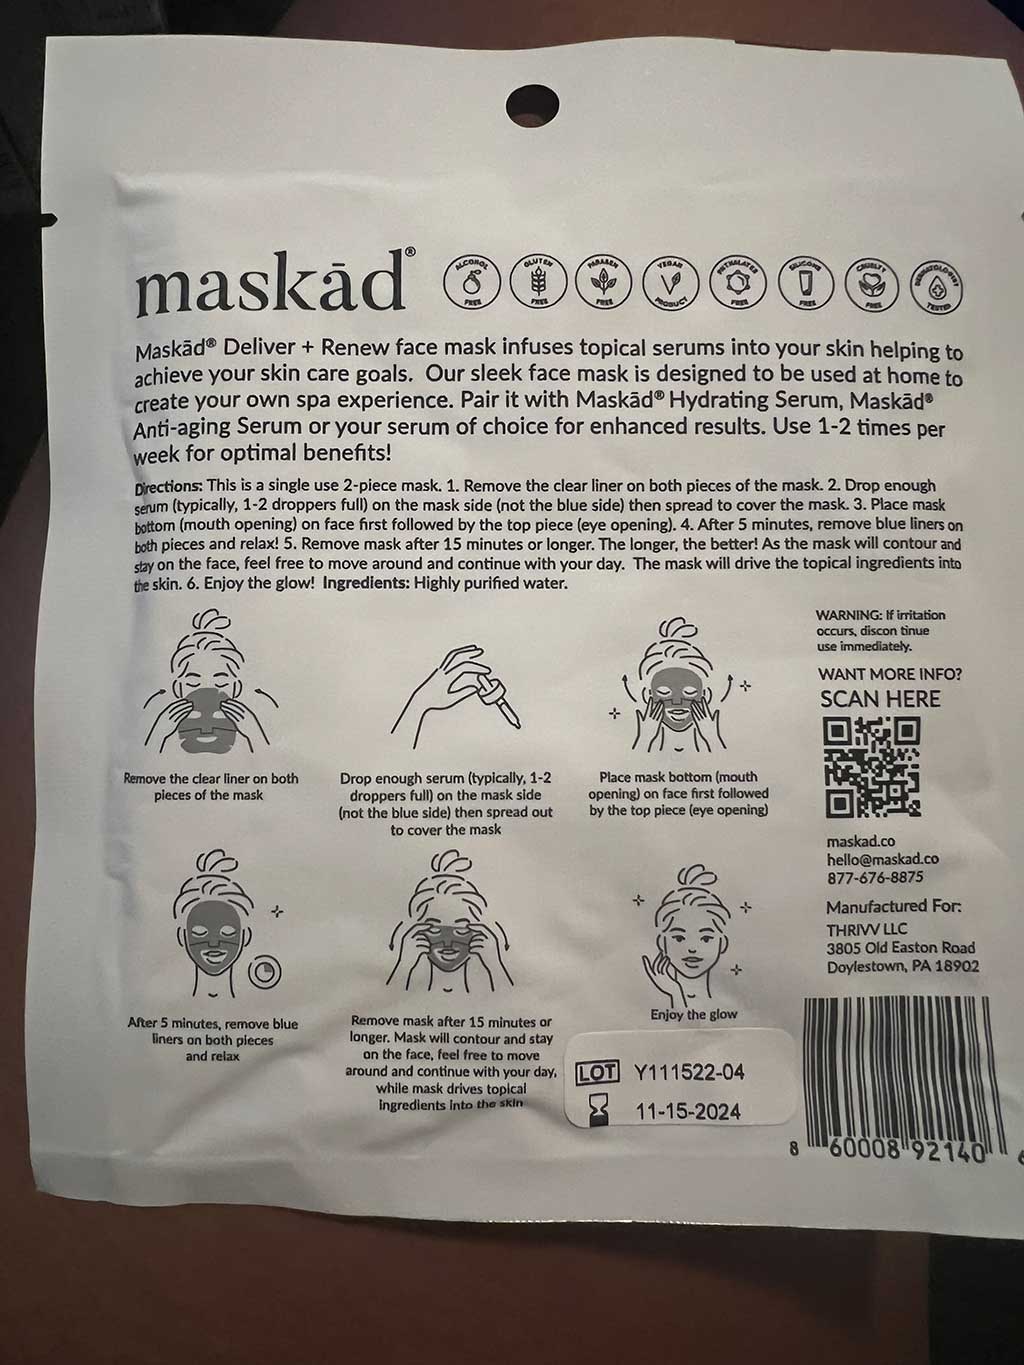 maskād®
ALCOHOL FREE
GLUTEN FREE
PARABEN FREE
VEGAN PRODUCT
PHTHALATES FREE
SILICONE FREE
CRUELTY FREE
DERMATOLOGIST TESTED
Maskād® Deliver + Renew face mask infuses topical serums into your skin helping to
achieve your skin care goals. Our sleek face mask is designed to be used at home to
create your own spa experience. Pair it with Maskād® Hydrating Serum, Maskād®
Anti-aging Serum or your serum of choice for enhanced results. Use 1-2 times per
week for optimal benefits!
Directions: This is a single use 2-piece mask. 1. Remove the clear liner on both pieces of the mask. 2. Drop enough
serum (typically, 1-2 droppers full) on the mask side (not the blue side) then spread to cover the mask. 3. Place mask
bottom (mouth opening) on face first followed by the top piece (eye opening). 4. After 5 minutes, remove blue liners on
both pieces and relax! 5. Remove mask after 15 minutes or longer. The longer, the better! As the mask will contour and
stay on the face, feel free to move around and continue with your day. The mask will drive the topical ingredients into
the skin. 6. Enjoy the glow! Ingredients: Highly purified water.
Remove the clear liner on both
pieces of the mask
Drop enough serum (typically, 1-2
droppers full) on the mask side
(not the blue side) then spread out
to cover the mask
Place mask bottom (mouth
opening) on face first followed
by the top piece (eye opening)
After 5 minutes, remove blue
liners on both pieces
and relax
Remove mask after 15 minutes or
longer. Mask will contour and stay
on the face, feel free to move
around and continue with your day,
while mask drives topical
ingredients into the skin
Enjoy the glow
WARNING: If irritation
occurs, discon tinue
use immediately.
WANT MORE INFO?
SCAN HERE
maskad.co
hello@maskad.co
877-676-8875
Manufactured For:
THRIVV LLC
3805 Old Easton Road
Doylestown, PA 18902
LOT Y111522-04
11-15-2024
8 60008 92140